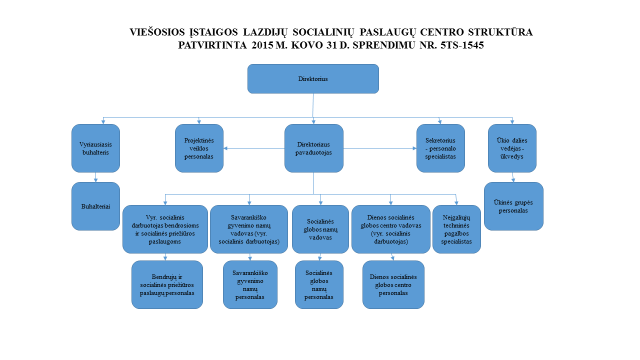 VIEŠOSIOS ĮSTAIGOS LAZDIJŲ SOCIALINIŲ PASLAUGŲ CENTRO STRUKTŪRA
PATVIRTINTA 2015 M. KOVO 31 D. SPRENDIMU NR. 5TS-1545
Direktorius
Vyriausiasis
buhalteris
Projektinės
veiklos
personalas
Direktoriaus
pavaduotojas
Sekretorius
- personalo
specialistas
Ūkio dalies
vedėjas -
ūkvedys
Buhalteriai
Ūkinės grupės
personalas
Vyr. socialinis
darbuotojas bendrosioms
ir socialinės priežiūros
paslaugoms
Savarankiško
gyvenimo namų
vadovas (vyr.
socialinis darbuotojas)
Socialinės
globos namų
vadovas
Dienos socialinės
globos centro vadovas
(vyr. socialinis
darbuotojas)
Neįgaliųjų
techninės
pagalbos
specialistas
Bendrųjų ir
socialinės priežiūros
paslaugų personalas
Savarankiško
gyvenimo
namų
personalas
Socialinės
globos
namų
personalas
Dienos socialinės
globos centro
personalas